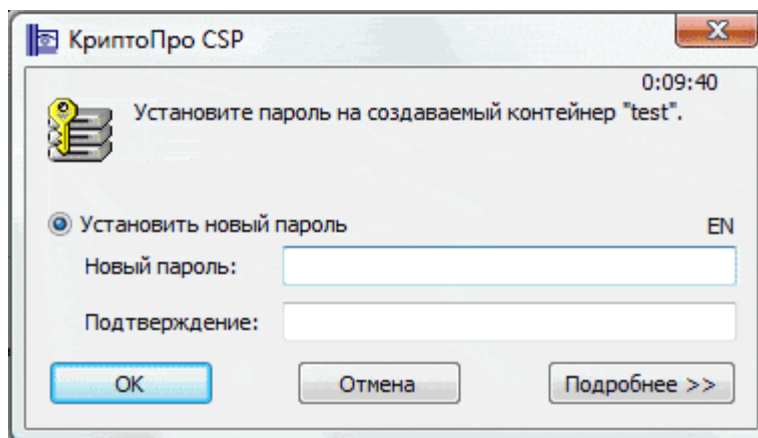 КриптоПро CSP
0:09:40
Установите пароль на создаваемый контейнер "test".
Установить новый пароль EN
Новый пароль:
Подтверждение:
ОК Отмена Подробнее >>